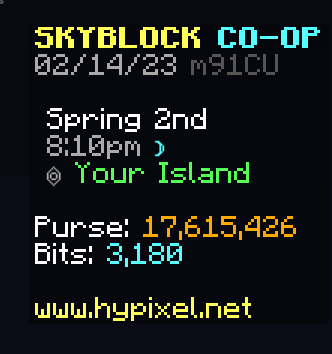 SKYBLOCK CO-OP
02/14/23 m91CU
Spring 2nd
8:10pm ☽
⏣ Your Island
Purse: 17,615,426
Bits: 3,180
www.hypixel.net